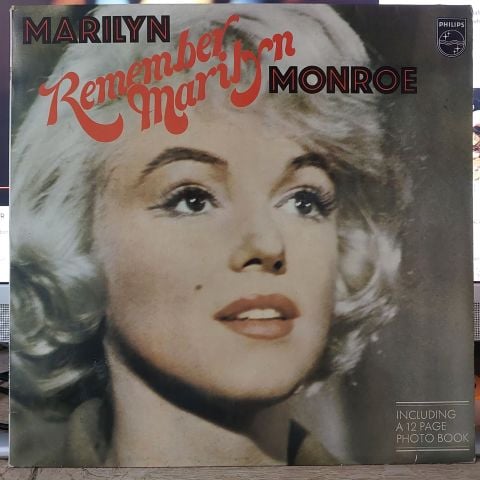 MARILYN
Remember
Marilyn
MONROE
PHILIPS
INCLUDING
A 12 PAGE
PHOTO BOOK